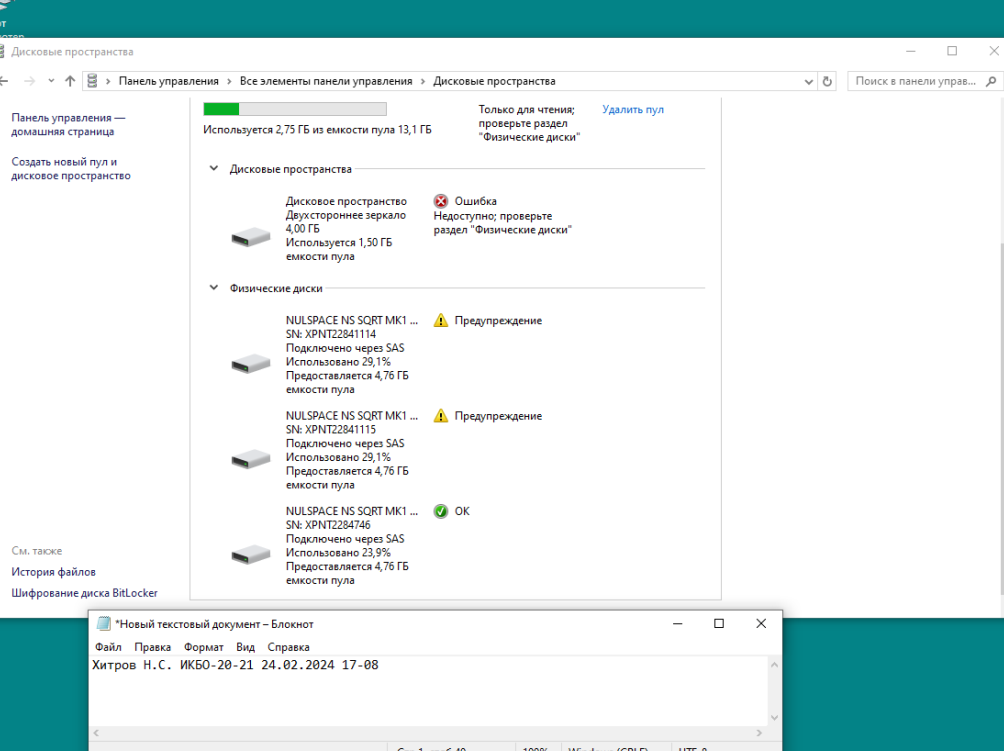 Дисковые пространства
Панель управления
Все элементы панели управления
Дисковые пространства
Поиск в панели управ...
Панель управления —
домашняя страница
Создать новый пул и
дисковое пространство
Используется 2,75 ГБ из емкости пула 13,1 ГБ
Только для чтения;
проверьте раздел
"Физические диски"
Удалить пул
Дисковые пространства
Дисковое пространство
Двухстороннее зеркало
4,00 ГБ
Используется 1,50 ГБ
емкости пула
Ошибка
Недоступно; проверьте
раздел "Физические диски"
Физические диски
NULSPACE NS SQRT MK1 ...
SN: XPNT22841114
Подключено через SAS
Использовано 29,1%
Предоставляется 4,76 ГБ
емкости пула
Предупреждение
NULSPACE NS SQRT MK1 ...
SN: XPNT22841115
Подключено через SAS
Использовано 29,1%
Предоставляется 4,76 ГБ
емкости пула
Предупреждение
NULSPACE NS SQRT MK1 ...
SN: XPNT2284746
Подключено через SAS
Использовано 23,9%
Предоставляется 4,76 ГБ
емкости пула
OK
См. также
История файлов
Шифрование диска BitLocker
*Новый текстовый документ – Блокнот
Файл Правка Формат Вид Справка
Хитров Н.С. ИКБО-20-21 24.02.2024 17-08